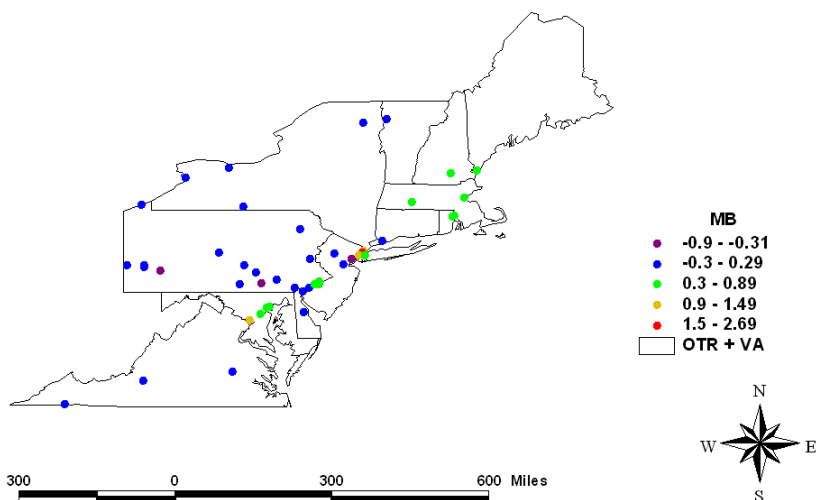 MB
-0.9 - -0.31
-0.3 - 0.29
0.3 - 0.89
0.9 - 1.49
1.5 - 2.69
OTR + VA
N
W E
S
300 0 300 600 Miles